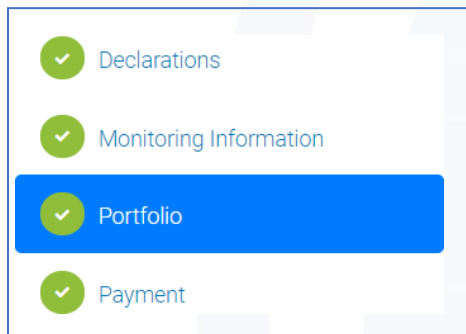 Declarations
Monitoring Information
Portfolio
Payment